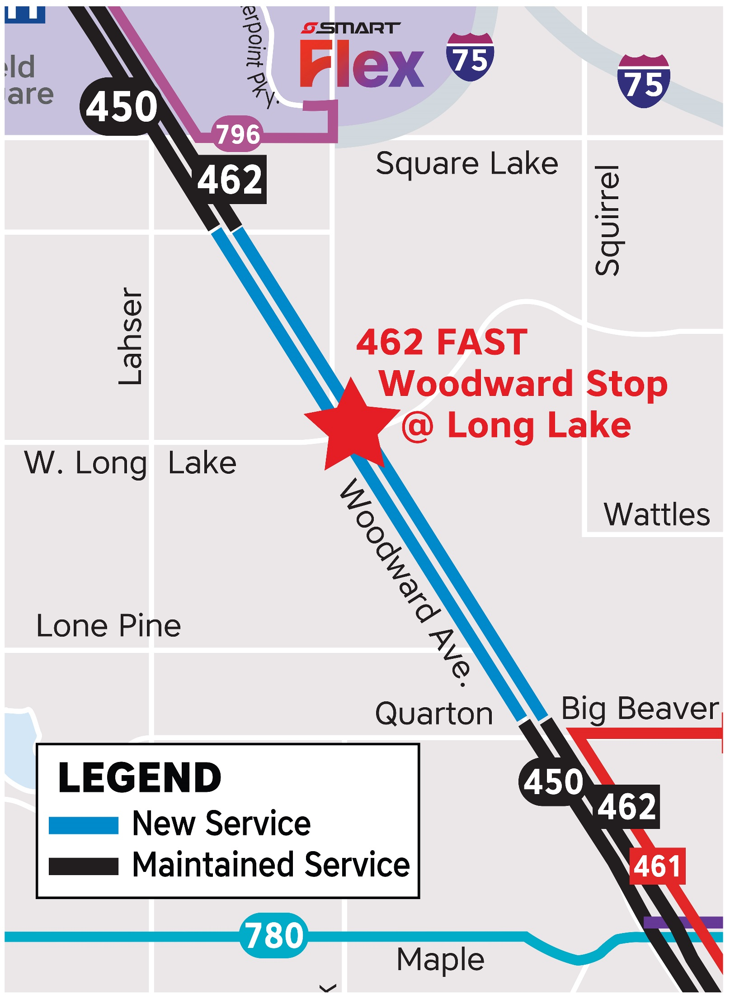 SMART
Flex
75
75
450
796
462
Square Lake
Squirrel
Lahser
462 FAST
Woodward Stop
@ Long Lake
W. Long Lake
Woodward Ave.
Wattles
Lone Pine
Quarton
Big Beaver
450
462
461
LEGEND
New Service
Maintained Service
780
Maple